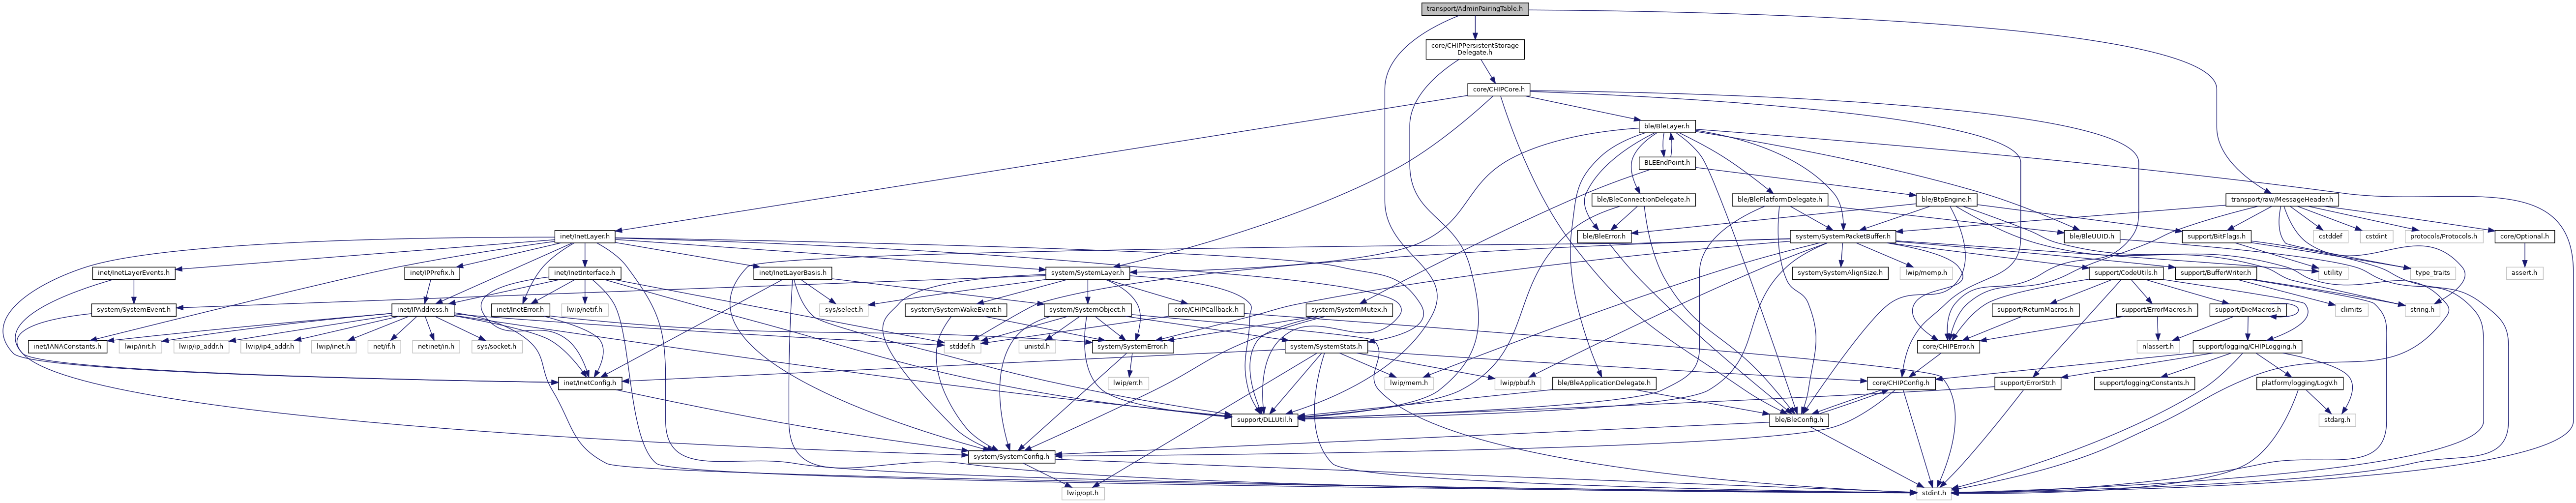 transport/AdminPairingTable.h
core/CHIPPersistentStorage
Delegate.h
core/CHIPCore.h
ble/BleLayer.h
BLEEndPoint.h
ble/BleConnectionDelegate.h
ble/BlePlatformDelegate.h
ble/BtpEngine.h
transport/raw/MessageHeader.h
inet/InetLayer.h
ble/BleError.h
system/SystemPacketBuffer.h
ble/BleUUID.h
support/BitFlags.h
cstddef
cstdint
protocols/Protocols.h
core/Optional.h
inet/InetLayerEvents.h
inet/IPPrefix.h
inet/InetInterface.h
inet/InetLayerBasis.h
system/SystemLayer.h
system/SystemAlignSize.h
lwip/memp.h
support/CodeUtils.h
support/BufferWriter.h
utility
type_traits
assert.h
system/SystemEvent.h
inet/IPAddress.h
inet/InetError.h
lwip/netif.h
sys/select.h
system/SystemWakeEvent.h
system/SystemObject.h
core/CHIPCallback.h
system/SystemMutex.h
support/ReturnMacros.h
support/ErrorMacros.h
support/DieMacros.h
climits
string.h
inet/IANAConstants.h
lwip/init.h
lwip/ip_addr.h
lwip/ip4_addr.h
lwip/inet.h
net/if.h
netinet/in.h
sys/socket.h
stddef.h
unistd.h
system/SystemError.h
system/SystemStats.h
core/CHIPError.h
nlassert.h
support/logging/CHIPLogging.h
inet/InetConfig.h
lwip/err.h
lwip/mem.h
lwip/pbuf.h
ble/BleApplicationDelegate.h
core/CHIPConfig.h
support/ErrorStr.h
support/logging/Constants.h
platform/logging/LogV.h
support/DLLUtil.h
ble/BleConfig.h
stdarg.h
system/SystemConfig.h
lwip/opt.h
stdint.h